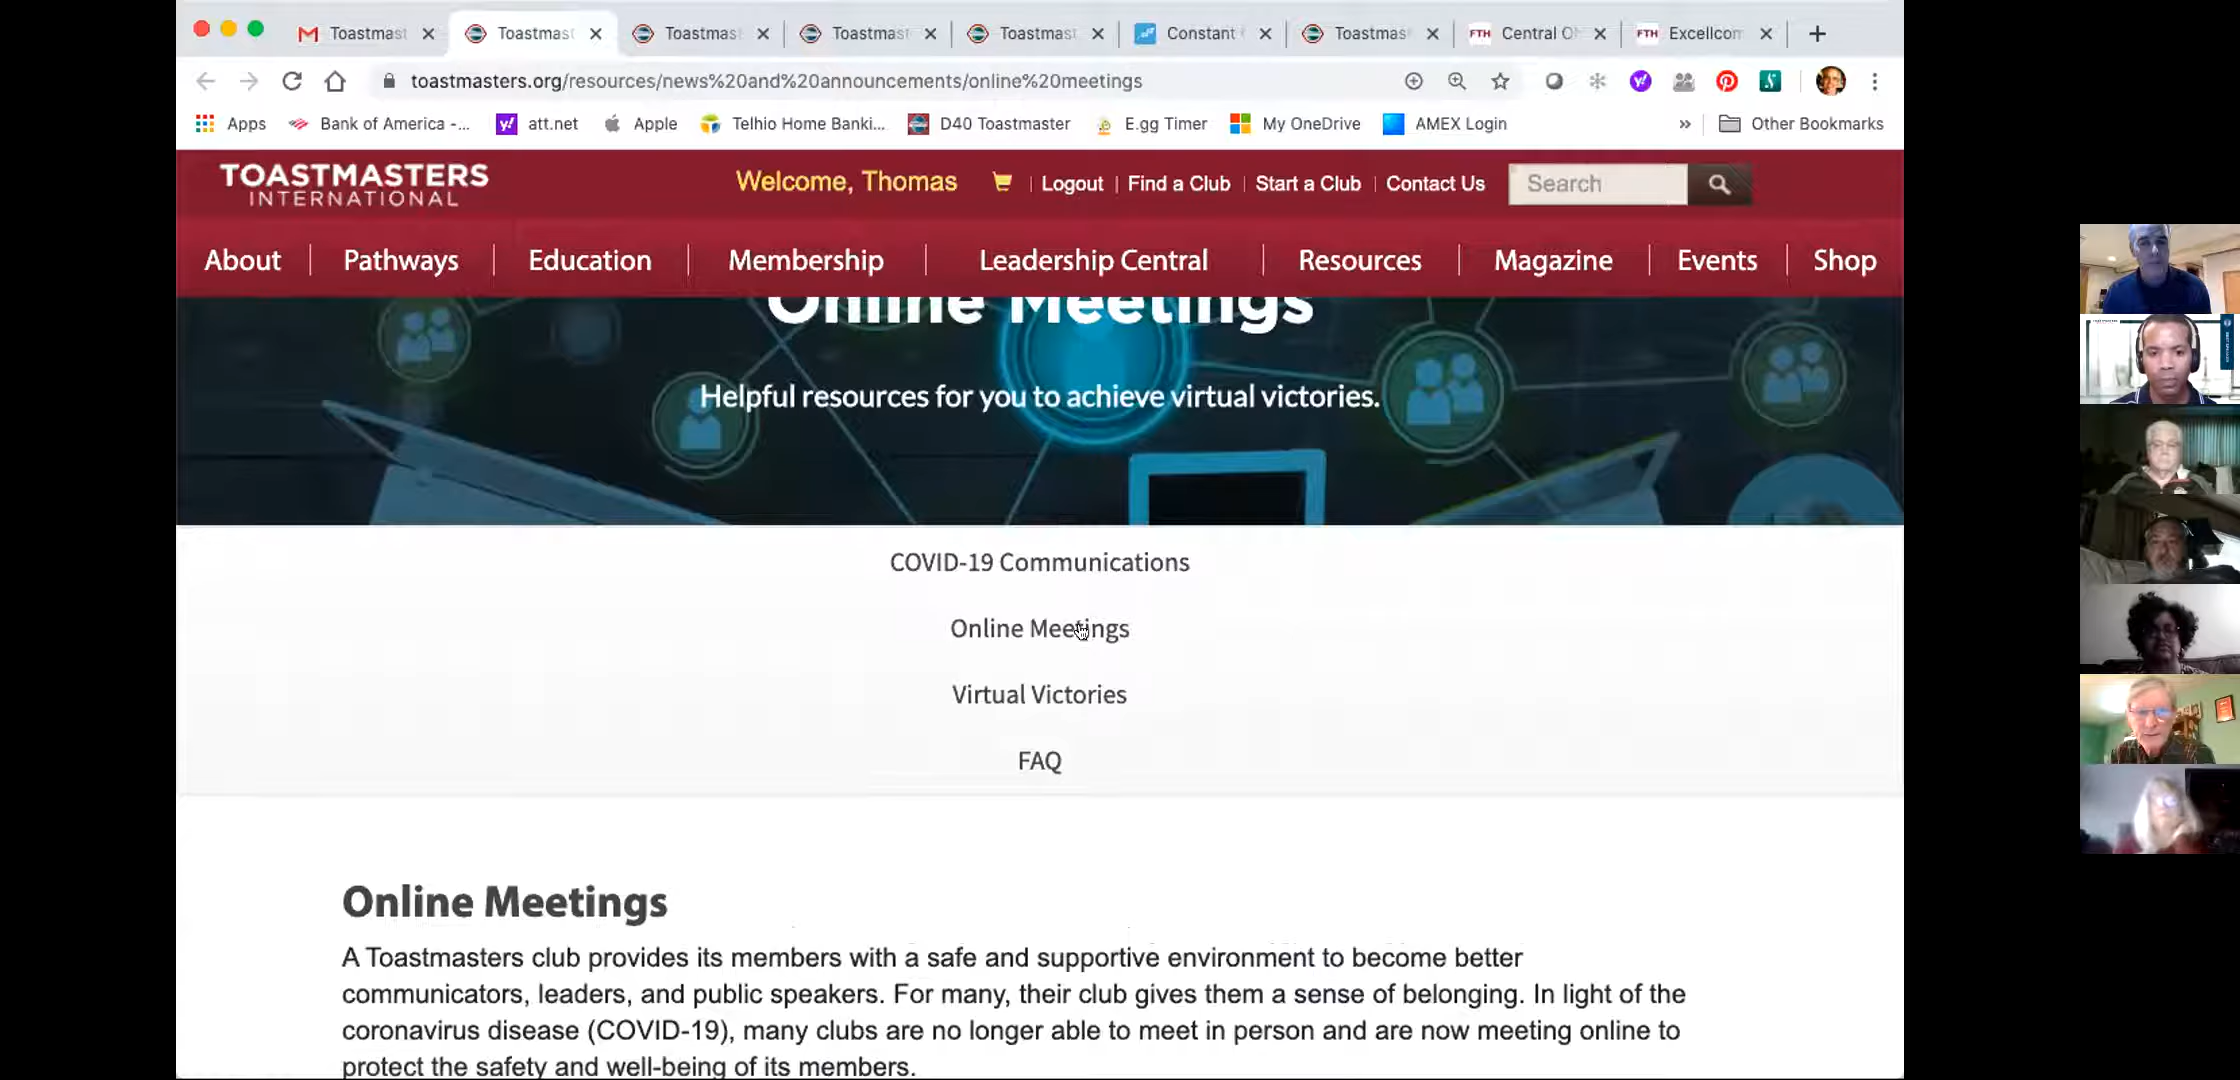 Toastmast
Toastmast
Toastmas
Toastmast
Toastmast
Constant
Toastmas
FTH Central O
FTH Excellcom
toastmasters.org/resources/news%20and%20announcements/online%20meetings
Apps
Bank of America -...
att.net
Apple
Telhio Home Banki...
D40 Toastmaster
E.gg Timer
My OneDrive
AMEX Login
»
Other Bookmarks
TOASTMASTERS
INTERNATIONAL
Welcome, Thomas
Logout | Find a Club | Start a Club | Contact Us
Search
About | Pathways | Education | Membership | Leadership Central | Resources | Magazine | Events | Shop
Online Meetings
Helpful resources for you to achieve virtual victories.
COVID-19 Communications
Online Meetings
Virtual Victories
FAQ
Online Meetings
A Toastmasters club provides its members with a safe and supportive environment to become better
communicators, leaders, and public speakers. For many, their club gives them a sense of belonging. In light of the
coronavirus disease (COVID-19), many clubs are no longer able to meet in person and are now meeting online to
protect the safety and well-being of its members.